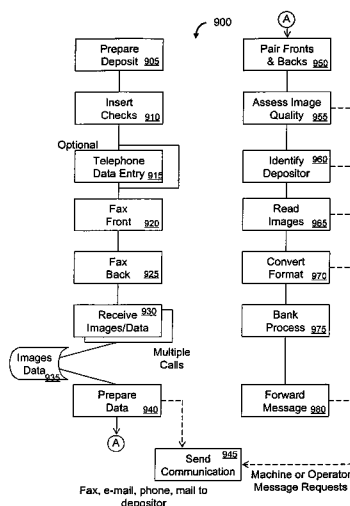 900
Prepare
Deposit 905
Insert
Checks 910
Optional
Telephone
Data Entry 915
Fax
Front 920
Fax
Back 925
Receive 930
Images/Data
Multiple
Calls
Images
Data
935
Prepare
Data 940
A
A
Pair Fronts
& Backs 950
Assess Image
Quality 955
Identify 960
Depositor
Read
Images 965
Convert
Format 970
Bank
Process 975
Forward
Message 980
Send 945
Communication
Fax, e-mail, phone, mail to
depositor
Machine or Operator
Message Requests